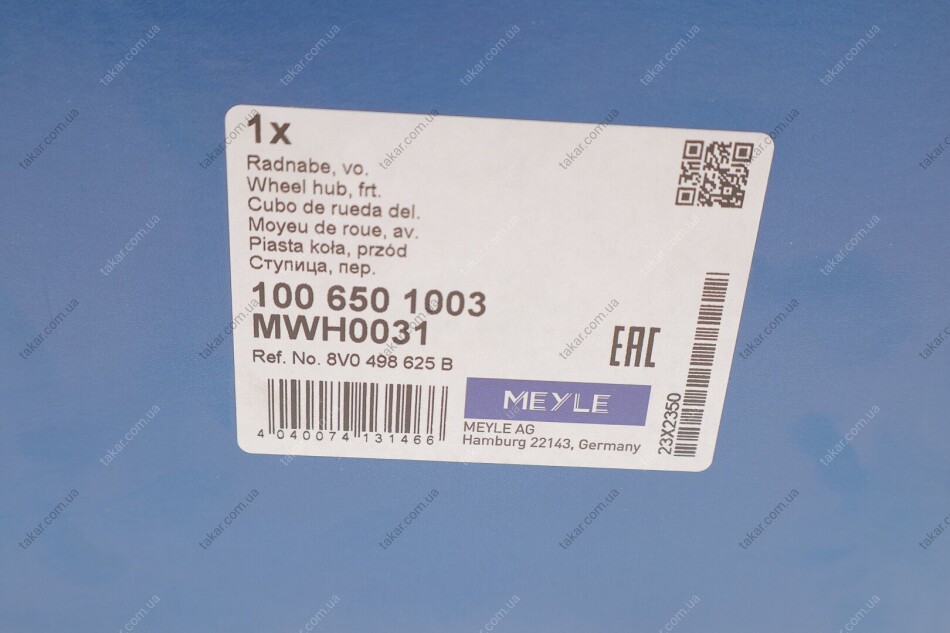 1x
Radnabe, vo.
Wheel hub, frt.
Cubo de rueda del.
Moyeu de roue, av.
Piasta koła, przód
Ступица, пер.
100 650 1003
MWH0031
Ref. No. 8V0 498 625 B
4 040074 131466
MEYLE
MEYLE AG
Hamburg 22143, Germany
EAC
23X2350
takar.com.ua